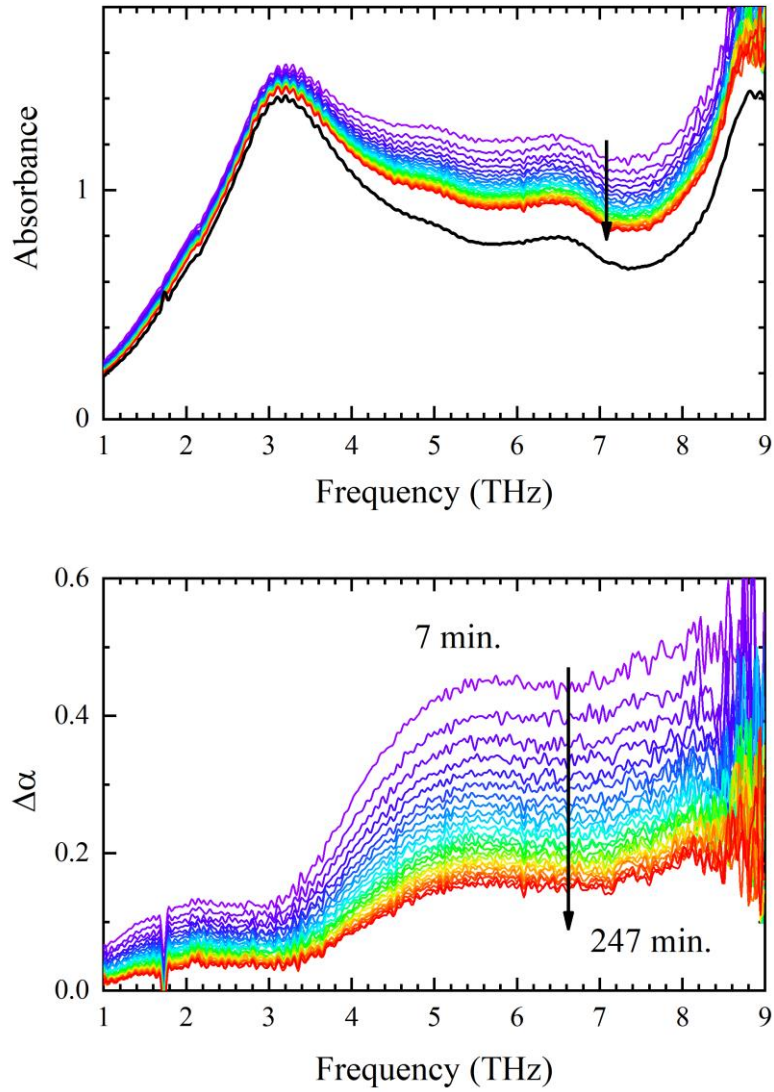 Absorbance
1
0
1 2 3 4 5 6 7 8 9
Frequency (THz)
0.6
7 min.
0.4
Δα
0.2
247 min.
0.0
1 2 3 4 5 6 7 8 9
Frequency (THz)